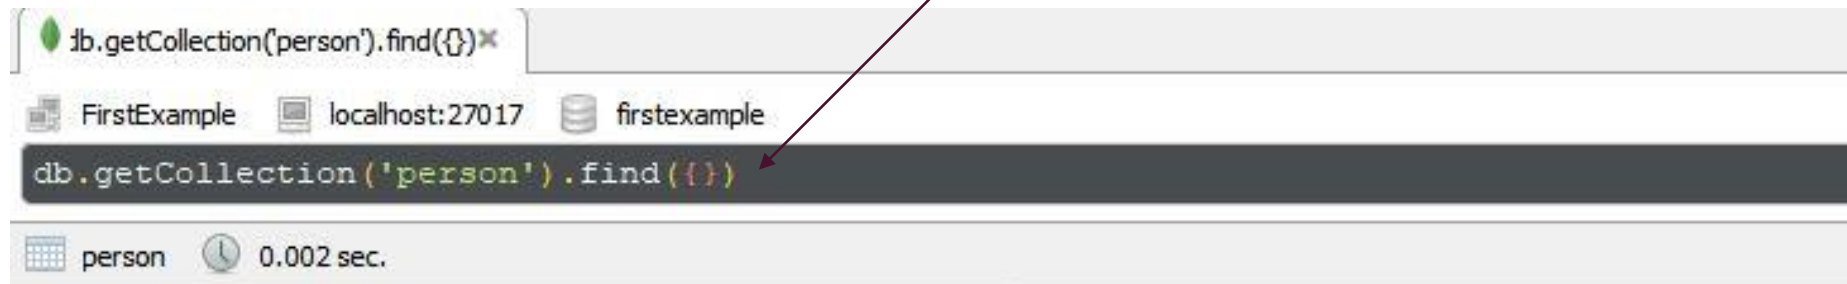 db.getCollection('person').find({})
FirstExample localhost:27017 firstexample
db.getCollection('person').find({})
person 0.002 sec.